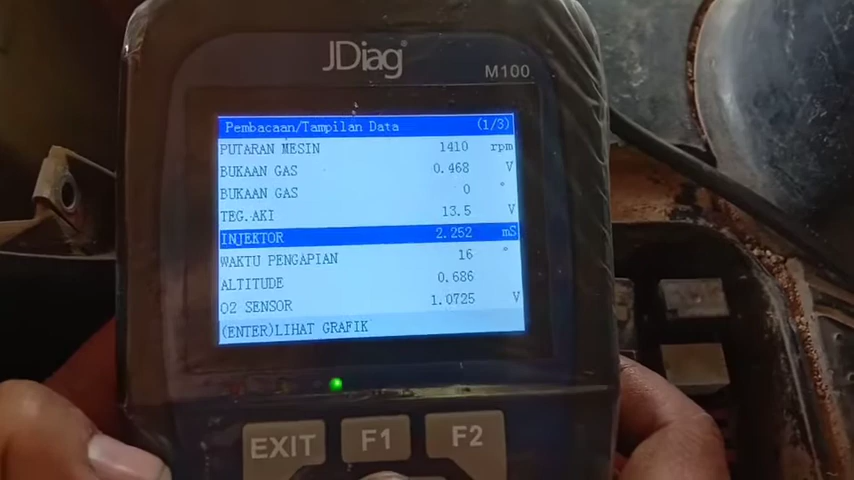 JDiag
M100
Pembacaan/Tampilan Data (1/3)
PUTARAN MESIN 1410 rpm
BUKAAN GAS 0.468 V
BUKAAN GAS 0 °
TEG.AKI 13.5 V
INJEKTOR 2.252 mS
WAKTU PENGAPIAN 16 °
ALTITUDE 0.686
O2 SENSOR 1.0725 V
(ENTER)LIHAT GRAFIK
EXIT F1 F2